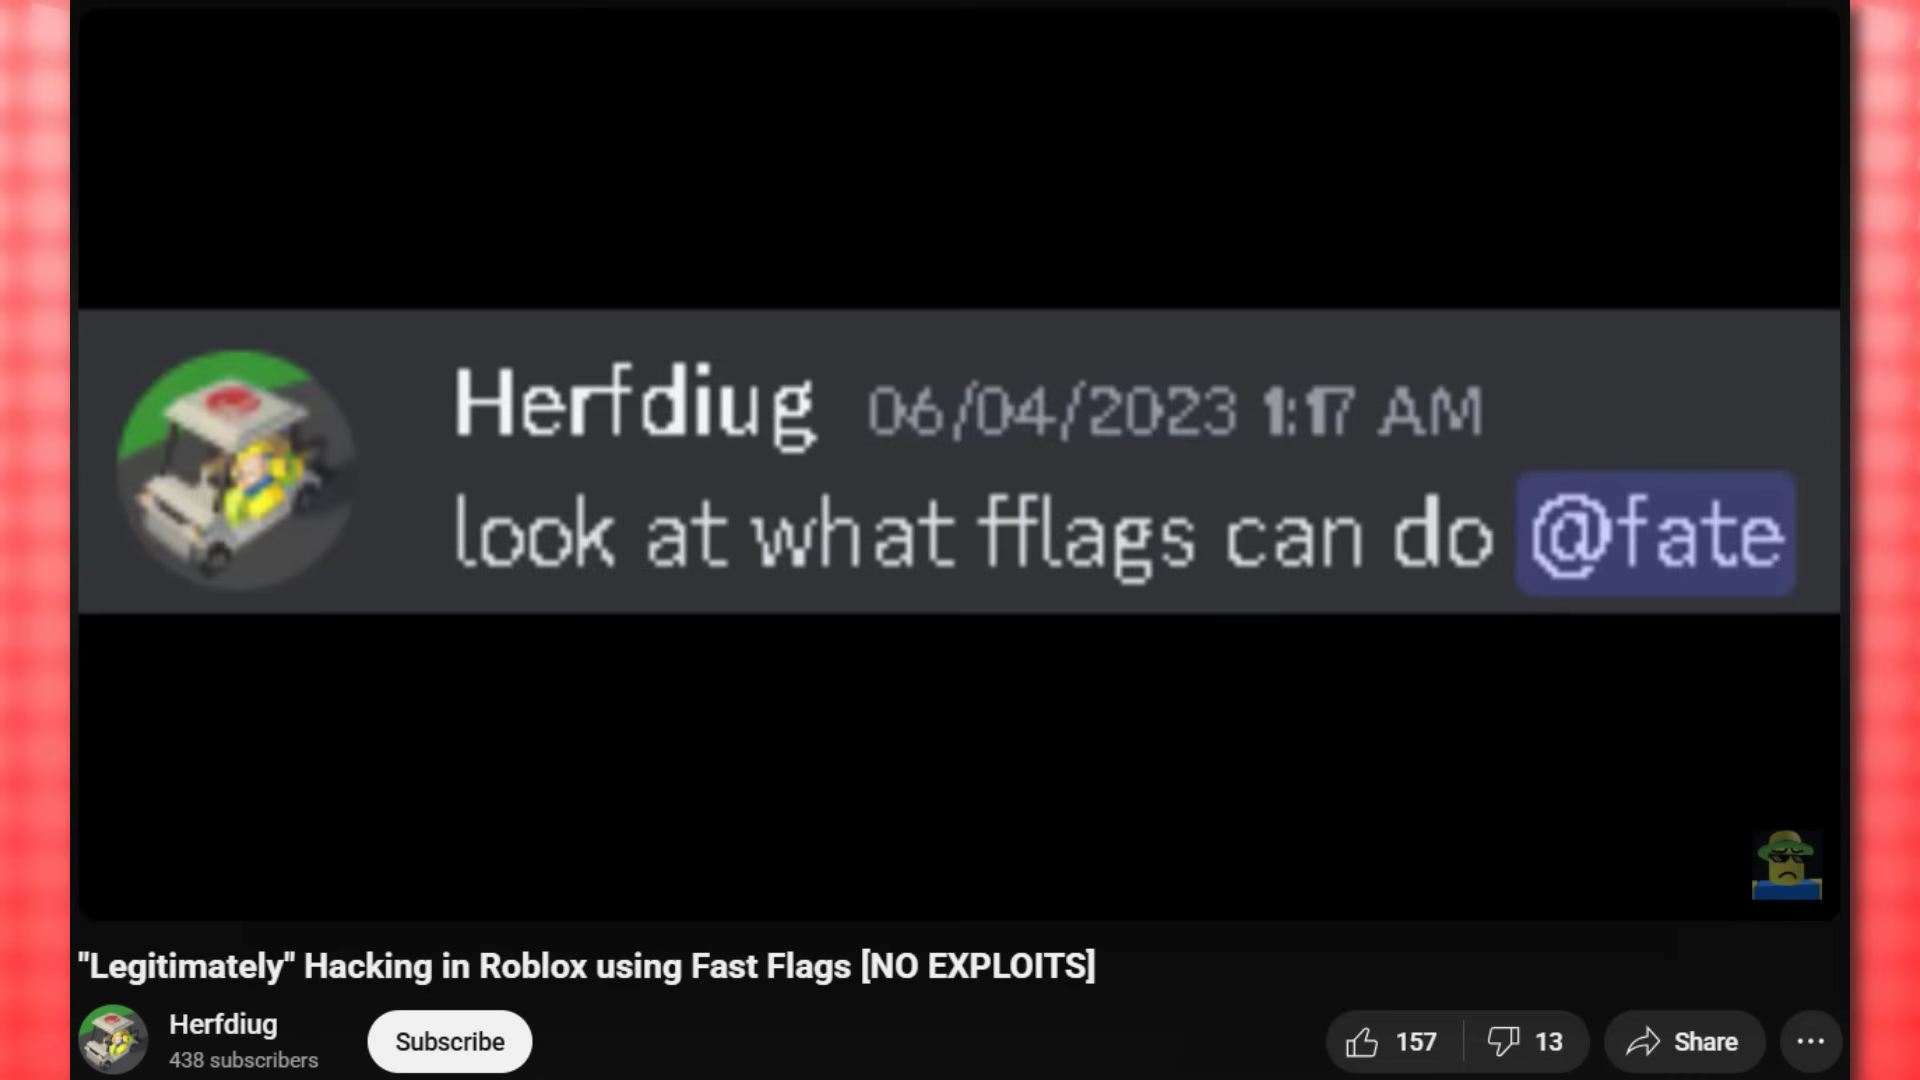 Herfdiug 06/04/2023 1:17 AM
look at what fflags can do @fate
"Legitimately" Hacking in Roblox using Fast Flags [NO EXPLOITS]
Herfdiug
438 subscribers
Subscribe
157
13
Share